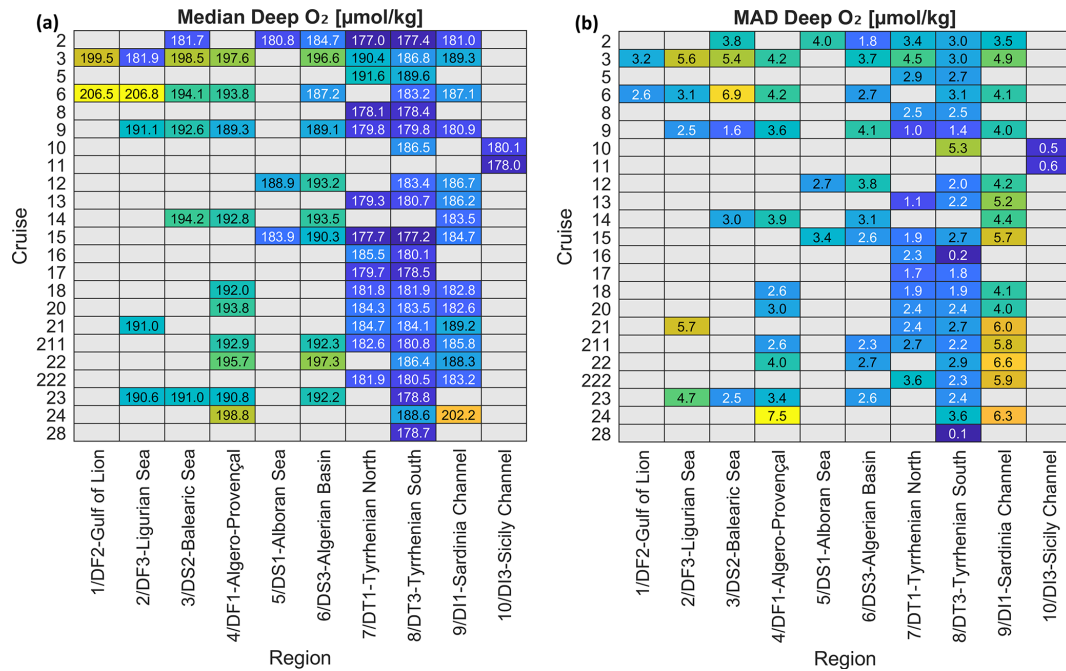 (a) Median Deep O₂ [µmol/kg]
2 181.7 180.8 184.7 177.0 177.4 181.0
3 199.5 181.9 198.5 197.6 196.6 190.4 186.8 189.3
5 191.6 189.6
6 206.5 206.8 194.1 193.8 187.2 183.2 187.1
8 178.1 178.4
9 191.1 192.6 189.3 189.1 179.8 179.8 180.9
10 186.5 180.1
11 178.0
12 188.9 193.2 183.4 186.7
13 179.3 180.7 186.2
14 194.2 192.8 193.5 183.5
15 183.9 190.3 177.7 177.2 184.7
16 185.5 180.1
17 179.7 178.5
18 192.0 181.8 181.9 182.8
20 193.8 184.3 183.5 182.6
21 191.0 184.7 184.1 189.2
211 192.9 192.3 182.6 180.8 185.8
22 195.7 197.3 186.4 188.3
222 181.9 180.5 183.2
23 190.6 191.0 190.8 192.2 178.8
24 198.8 188.6 202.2
28 178.7
Cruise
1/DF2-Gulf of Lion
2/DF3-Ligurian Sea
3/DS2-Balearic Sea
4/DF1-Algero-Provençal
5/DS1-Alboran Sea
6/DS3-Algerian Basin
7/DT1-Tyrrhenian North
8/DT3-Tyrrhenian South
9/DI1-Sardinia Channel
10/DI3-Sicily Channel
Region
(b) MAD Deep O₂ [µmol/kg]
2 3.8 4.0 1.8 3.4 3.0 3.5
3 3.2 5.6 5.4 4.2 3.7 4.5 3.0 4.9
5 2.9 2.7
6 2.6 3.1 6.9 4.2 2.7 3.1 4.1
8 2.5 2.5
9 2.5 1.6 3.6 4.1 1.0 1.4 4.0
10 5.3 0.5
11 0.6
12 2.7 3.8 2.0 4.2
13 1.1 2.2 5.2
14 3.0 3.9 3.1 4.4
15 3.4 2.6 1.9 2.7 5.7
16 2.3 0.2
17 1.7 1.8
18 2.6 1.9 1.9 4.1
20 3.0 2.4 2.4 4.0
21 5.7 2.4 2.7 6.0
211 2.6 2.3 2.7 2.2 5.8
22 4.0 2.7 2.9 6.6
222 3.6 2.3 5.9
23 4.7 2.5 3.4 2.6 2.4
24 7.5 3.6 6.3
28 0.1
Cruise
1/DF2-Gulf of Lion
2/DF3-Ligurian Sea
3/DS2-Balearic Sea
4/DF1-Algero-Provençal
5/DS1-Alboran Sea
6/DS3-Algerian Basin
7/DT1-Tyrrhenian North
8/DT3-Tyrrhenian South
9/DI1-Sardinia Channel
10/DI3-Sicily Channel
Region